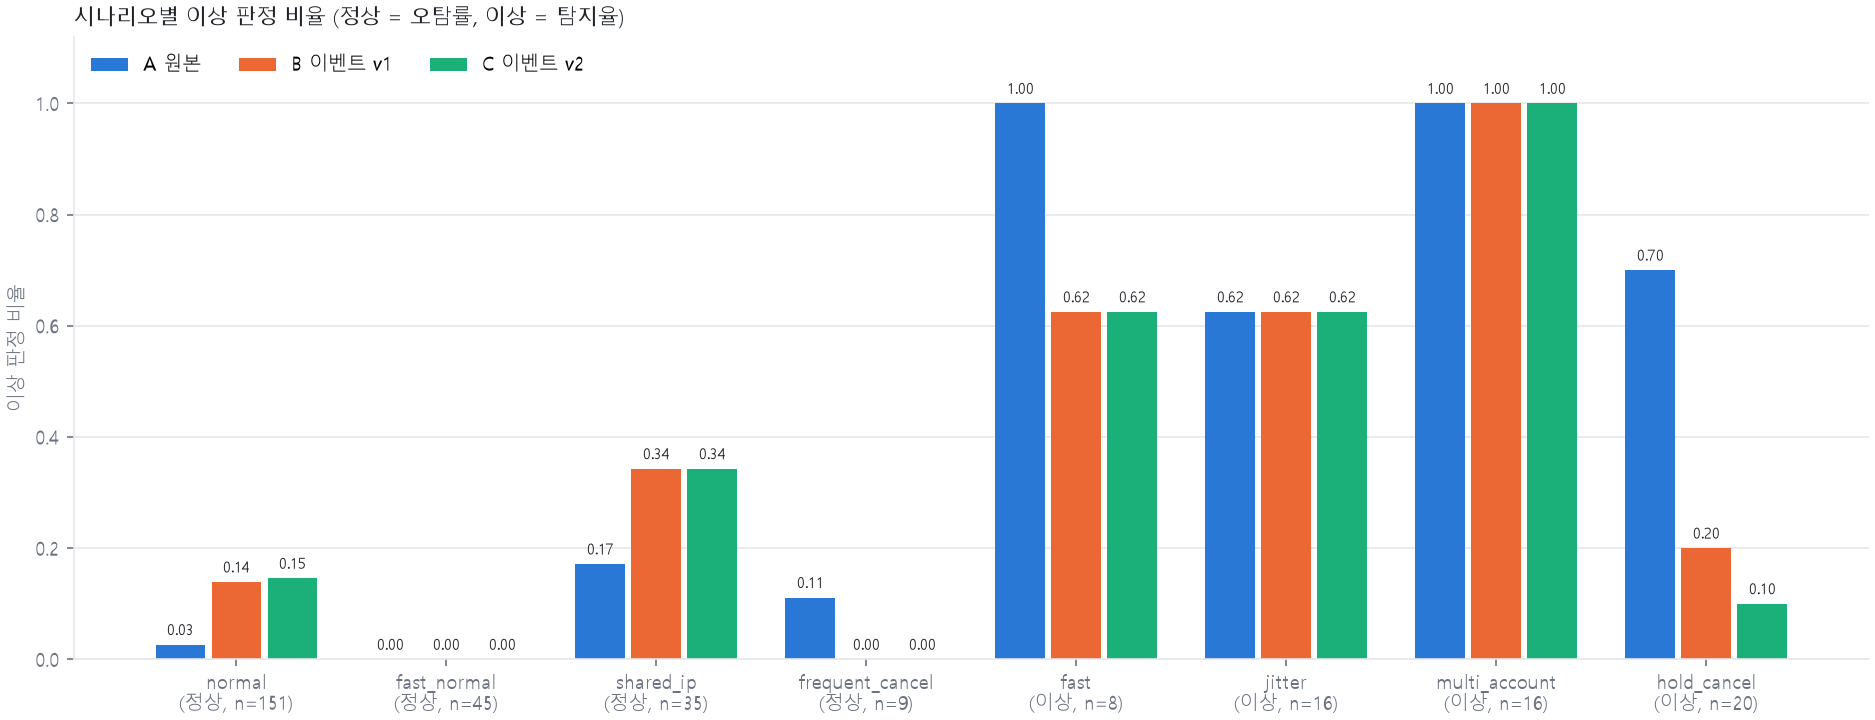 시나리오별 이상 판정 비율 (정상 = 오탐률, 이상 = 탐지율)
A 원본 B 이벤트 v1 C 이벤트 v2
이상 판정 비율
1.0
0.8
0.6
0.4
0.2
0.0
0.03 0.14 0.15
0.00 0.00 0.00
0.17 0.34 0.34
0.11 0.00 0.00
1.00 0.62 0.62
0.62 0.62 0.62
1.00 1.00 1.00
0.70 0.20 0.10
normal
(정상, n=151)
fast_normal
(정상, n=45)
shared_ip
(정상, n=35)
frequent_cancel
(정상, n=9)
fast
(이상, n=8)
jitter
(이상, n=16)
multi_account
(이상, n=16)
hold_cancel
(이상, n=20)